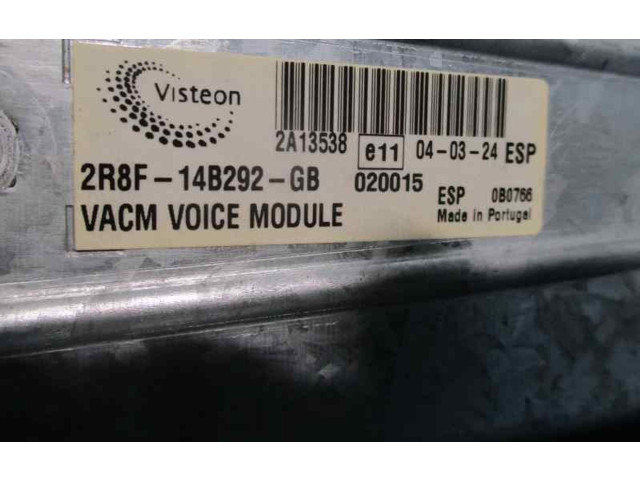 Visteon
2A13538 e11 04-03-24 ESP
2R8F-14B292-GB 020015 ESP 0B0766
VACM VOICE MODULE Made in Portugal